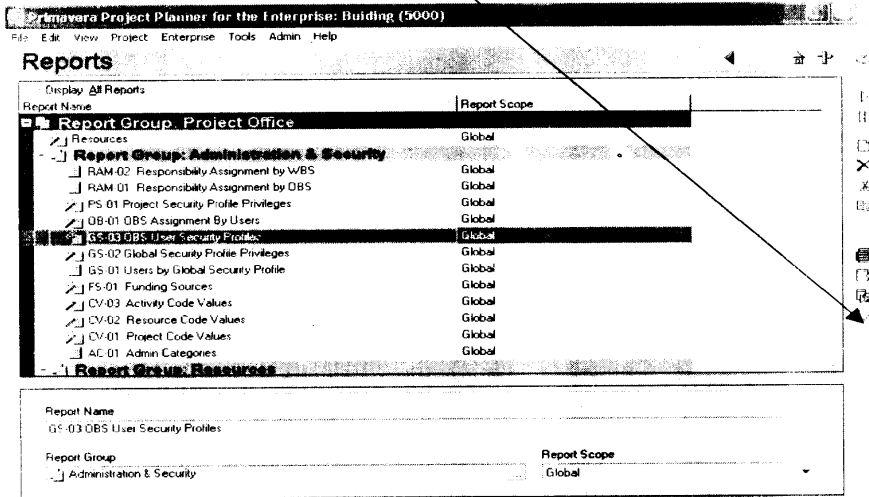 Primavera Project Planner for the Enterprise: Buiding (5000)
File Edit View Project Enterprise Tools Admin Help
Reports
Display All Reports
Report Name Report Scope
Report Group. Project Office
Resources Global
Report Group: Administration & Security
RAM-02 Responsibility Assignment by WBS Global
RAM-01 Responsibility Assignment by OBS Global
PS-01 Project Security Profile Privileges Global
OB-01 OBS Assignment By Users Global
GS-03 OBS User Security Profiles Global
GS-02 Global Security Profile Privileges Global
GS-01 Users by Global Security Profile Global
FS-01 Funding Sources Global
CV-03 Activity Code Values Global
CV-02 Resource Code Values Global
CV-01 Project Code Values Global
AC-01 Admin Categories Global
Report Group: Resources
Report Name
GS-03 OBS User Security Profiles
Report Group Report Scope
Administration & Security ... Global